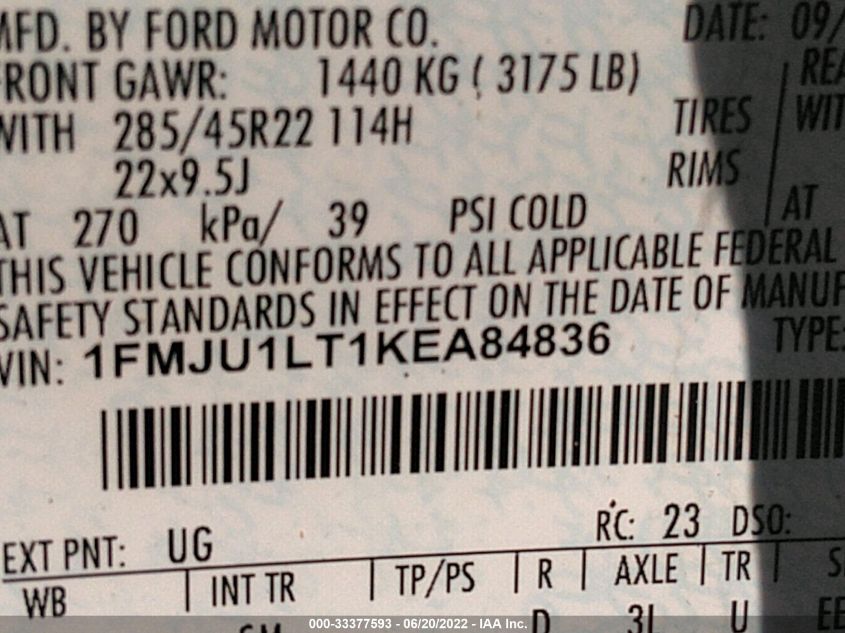 MFD. BY FORD MOTOR CO. DATE: 09/
FRONT GAWR: 1440 KG ( 3175 LB)
WITH 285/45R22 114H TIRES WIT
22x9.5J RIMS
AT 270 kPa/ 39 PSI COLD AT
THIS VEHICLE CONFORMS TO ALL APPLICABLE FEDERAL
SAFETY STANDARDS IN EFFECT ON THE DATE OF MANUF
VIN: 1FMJU1LT1KEA84836 TYPE:
EXT PNT: UG RC: 23 DSO:
WB INT TR TP/PS R AXLE TR
D 3L U EE
000-33377593 - 06/20/2022 - IAA Inc.